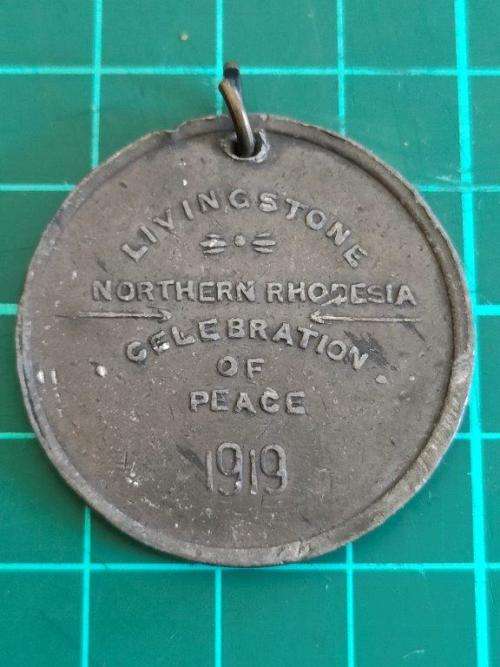 LIVINGSTONE
NORTHERN RHODESIA
CELEBRATION
OF
PEACE
1919